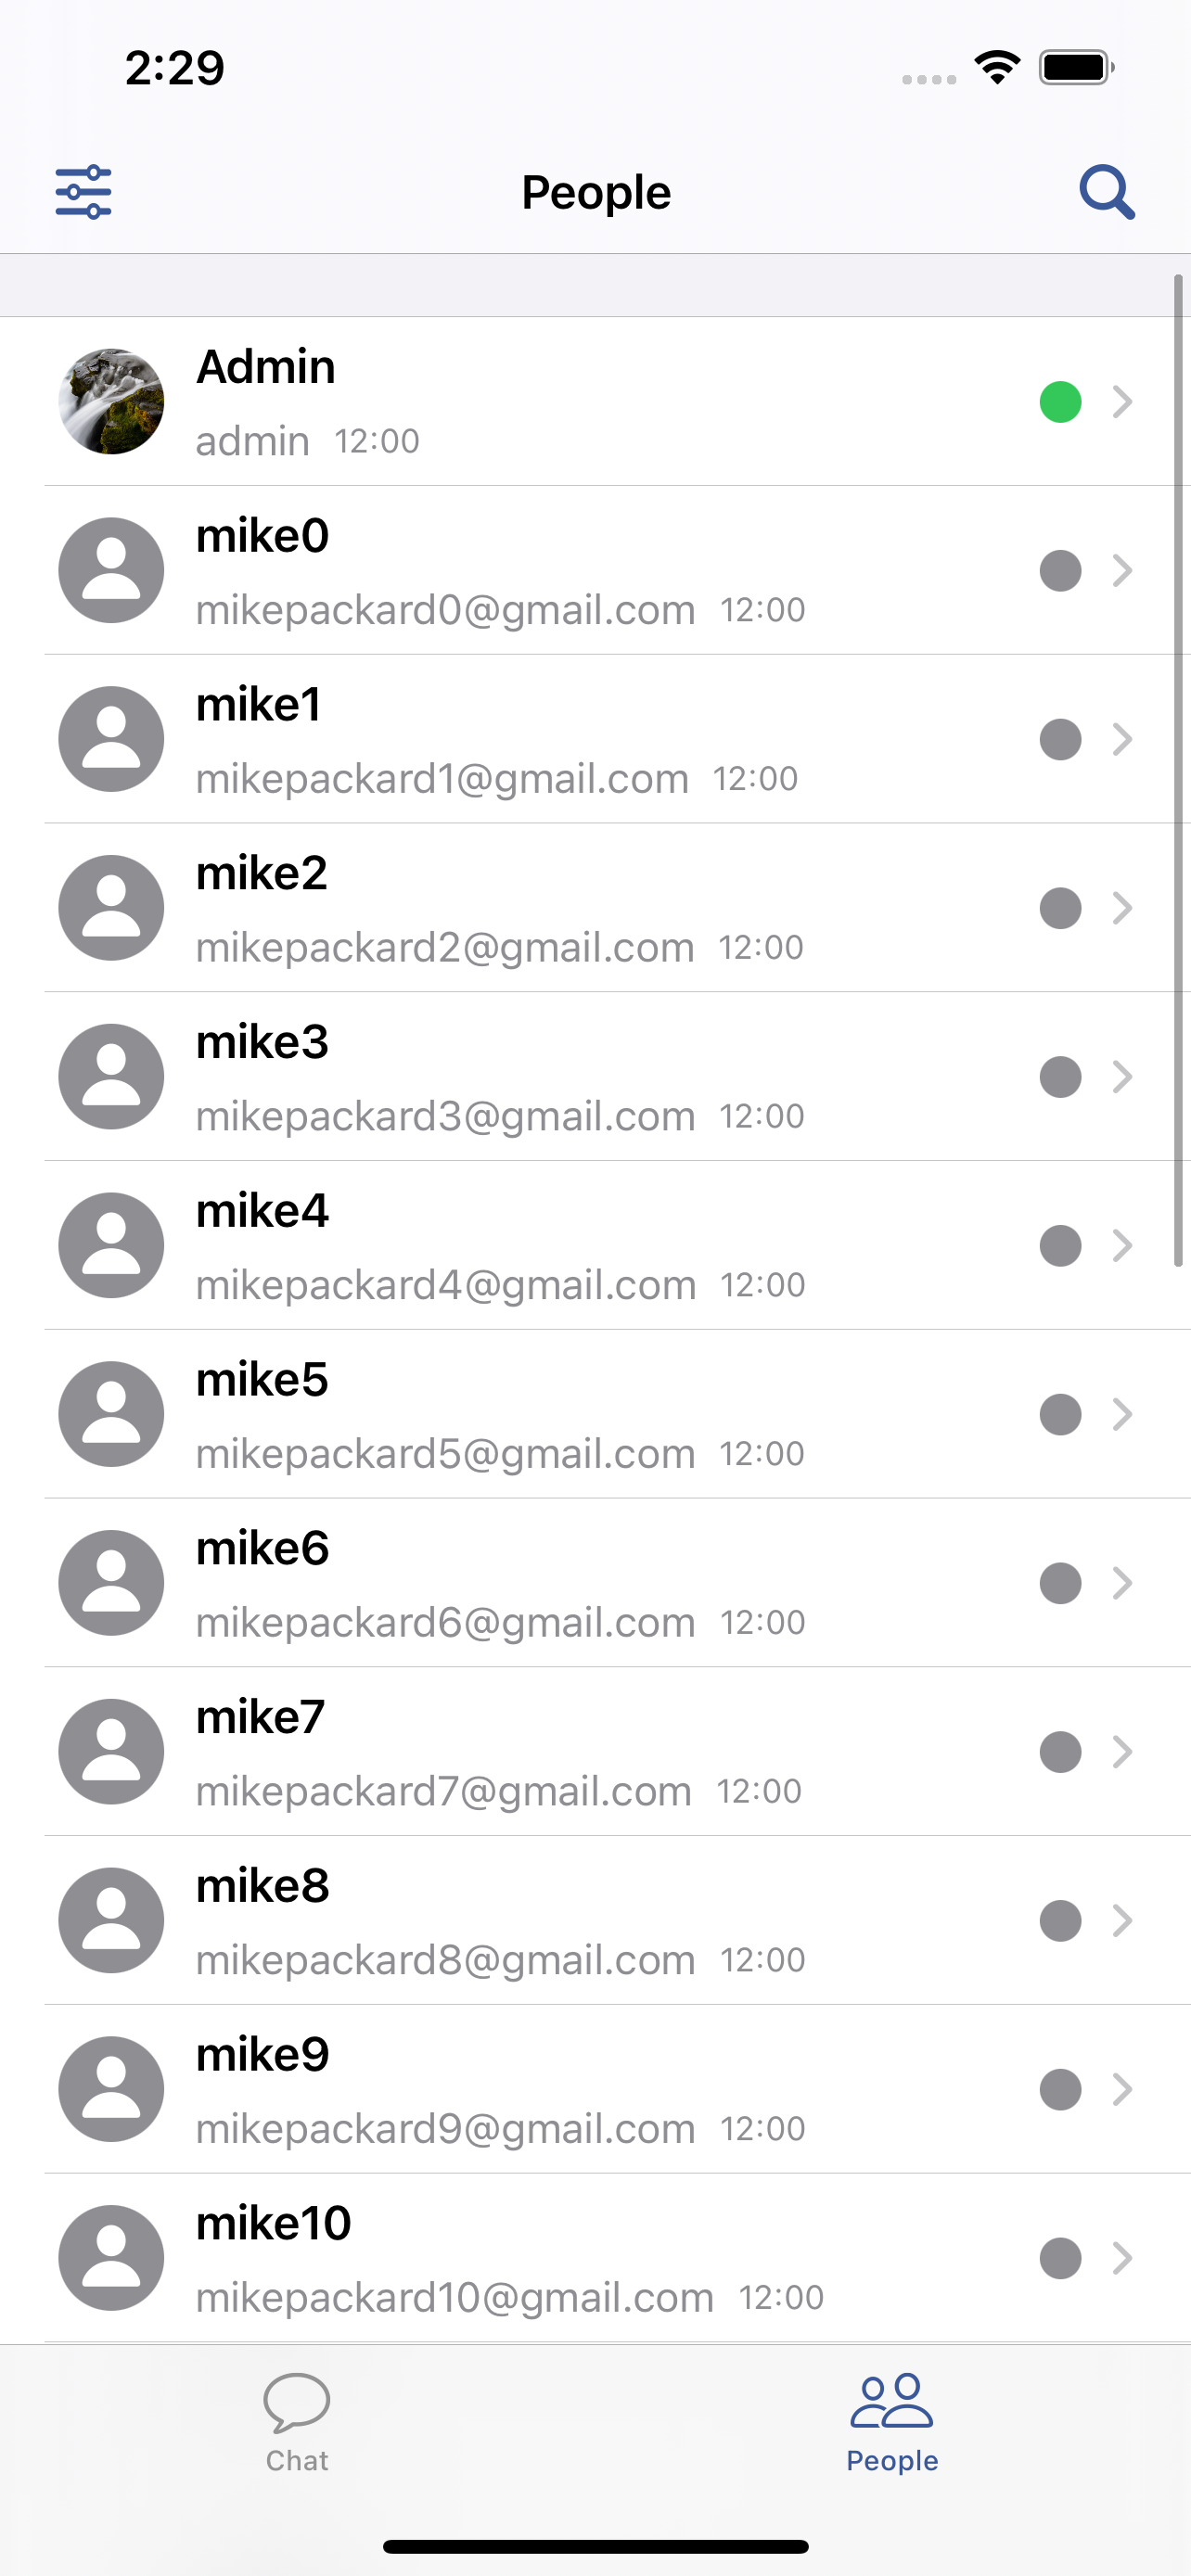 2:29
People
Admin
admin 12:00
mike0
mikepackard0@gmail.com 12:00
mike1
mikepackard1@gmail.com 12:00
mike2
mikepackard2@gmail.com 12:00
mike3
mikepackard3@gmail.com 12:00
mike4
mikepackard4@gmail.com 12:00
mike5
mikepackard5@gmail.com 12:00
mike6
mikepackard6@gmail.com 12:00
mike7
mikepackard7@gmail.com 12:00
mike8
mikepackard8@gmail.com 12:00
mike9
mikepackard9@gmail.com 12:00
mike10
mikepackard10@gmail.com 12:00
Chat People